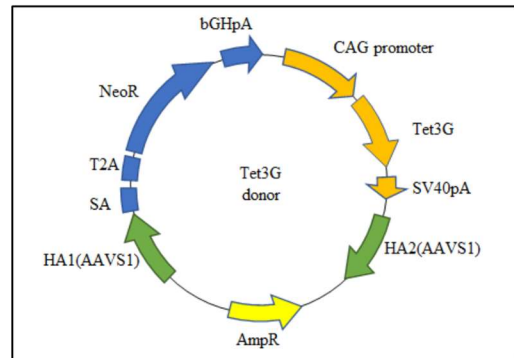 bGHpA
CAG promoter
NeoR
Tet3G
T2A
Tet3G
donor
SV40pA
SA
HA1(AAVS1)
HA2(AAVS1)
AmpR